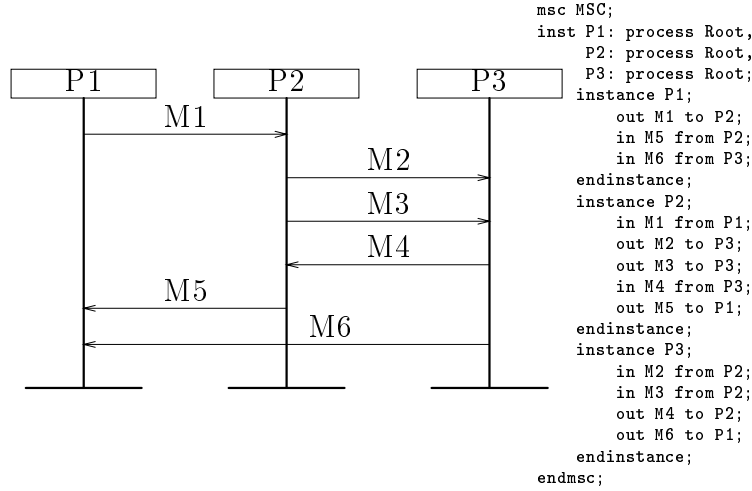 P1 P2 P3
M1
M2
M3
M4
M5
M6
msc MSC;
inst P1: process Root,
P2: process Root,
P3: process Root;
instance P1;
out M1 to P2;
in M5 from P2;
in M6 from P3;
endinstance;
instance P2;
in M1 from P1;
out M2 to P3;
out M3 to P3;
in M4 from P3;
out M5 to P1;
endinstance;
instance P3;
in M2 from P2;
in M3 from P2;
out M4 to P2;
out M6 to P1;
endinstance;
endmsc;